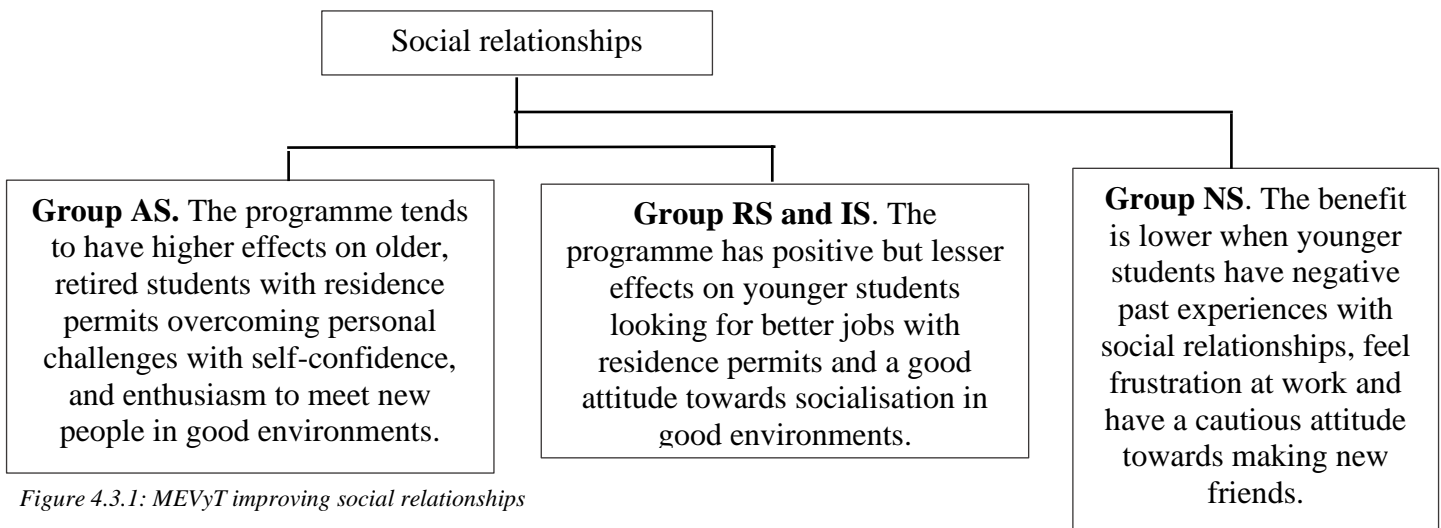 Social relationships
Group AS. The programme tends
to have higher effects on older,
retired students with residence
permits overcoming personal
challenges with self-confidence,
and enthusiasm to meet new
people in good environments.
Group RS and IS. The
programme has positive but lesser
effects on younger students
looking for better jobs with
residence permits and a good
attitude towards socialisation in
good environments.
Group NS. The benefit
is lower when younger
students have negative
past experiences with
social relationships, feel
frustration at work and
have a cautious attitude
towards making new
friends.
Figure 4.3.1: MEVyT improving social relationships